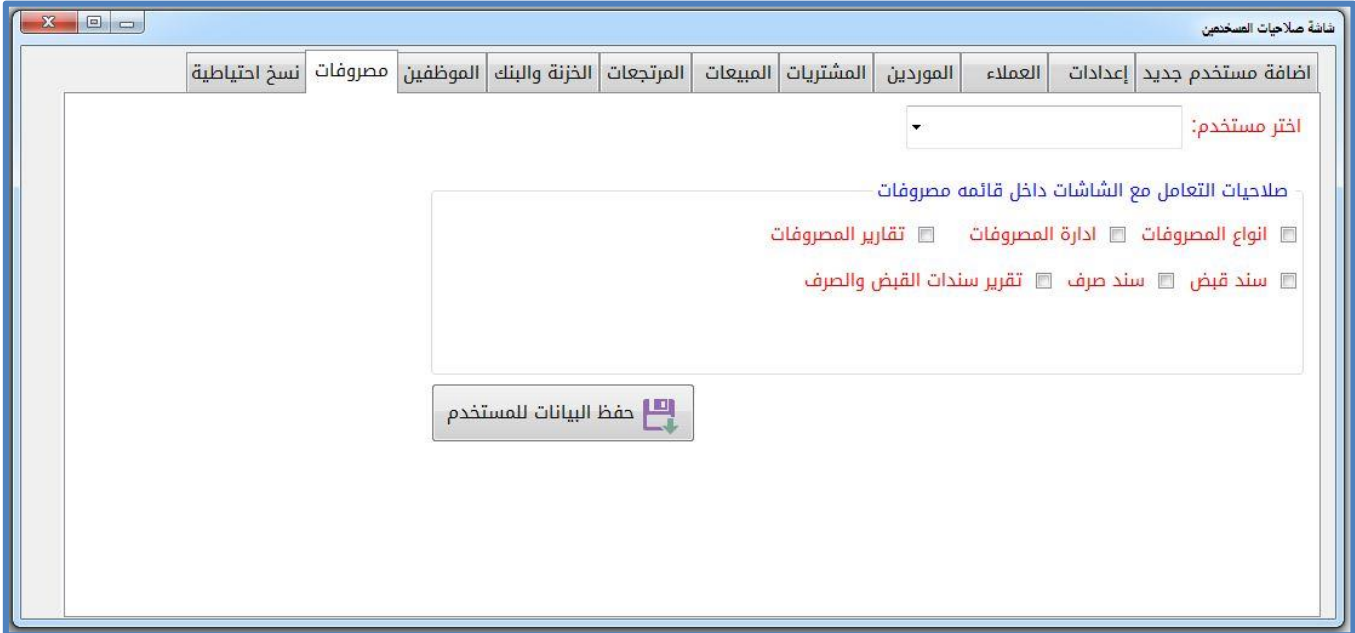 شاشة صلاحيات المسخدمين
اضافة مستخدم جديد إعدادات العملاء الموردين المشتريات المبيعات المرتجعات الخزنة والبنك الموظفين مصروفات نسخ احتياطية
اختر مستخدم:
صلاحيات التعامل مع الشاشات داخل قائمه مصروفات
انواع المصروفات ادارة المصروفات تقارير المصروفات
سند قبض سند صرف تقرير سندات القبض والصرف
حفظ البيانات للمستخدم